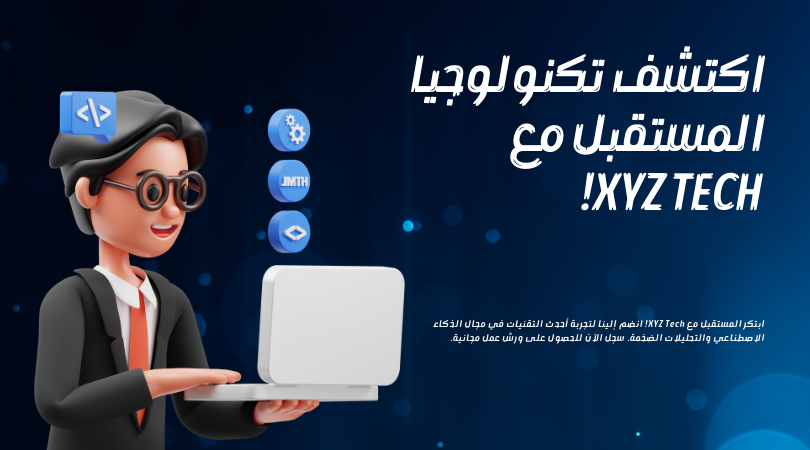 اكتشف تكنولوجيا
المستقبل مع
XYZ TECH!
ابتكر المستقبل مع XYZ Tech! انضم إلينا لتجربة أحدث التقنيات في مجال الذكاء
الاصطناعي والتحليلات الضخمة. سجل الآن للحصول على ورش عمل مجانية.